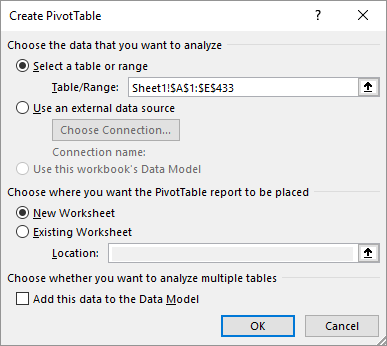 Create PivotTable
? ×
Choose the data that you want to analyze
Select a table or range
Table/Range: Sheet1!$A$1:$E$433
Use an external data source
Choose Connection...
Connection name:
Use this workbook's Data Model
Choose where you want the PivotTable report to be placed
New Worksheet
Existing Worksheet
Location:
Choose whether you want to analyze multiple tables
Add this data to the Data Model
OK Cancel